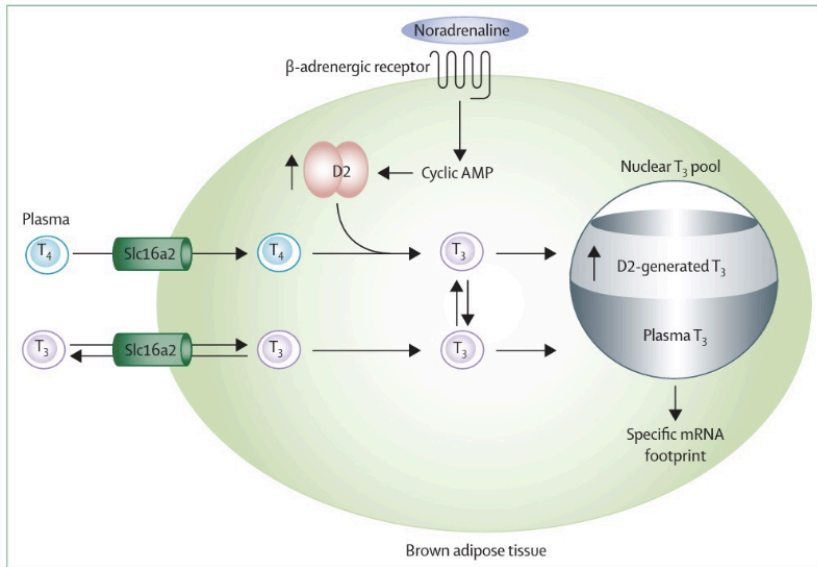 Noradrenaline
β-adrenergic receptor
D2
Cyclic AMP
Nuclear T₃ pool
Plasma
T₄
Slc16a2
T₄
T₃
D2-generated T₃
T₃
Slc16a2
T₃
T₃
Plasma T₃
Specific mRNA
footprint
Brown adipose tissue